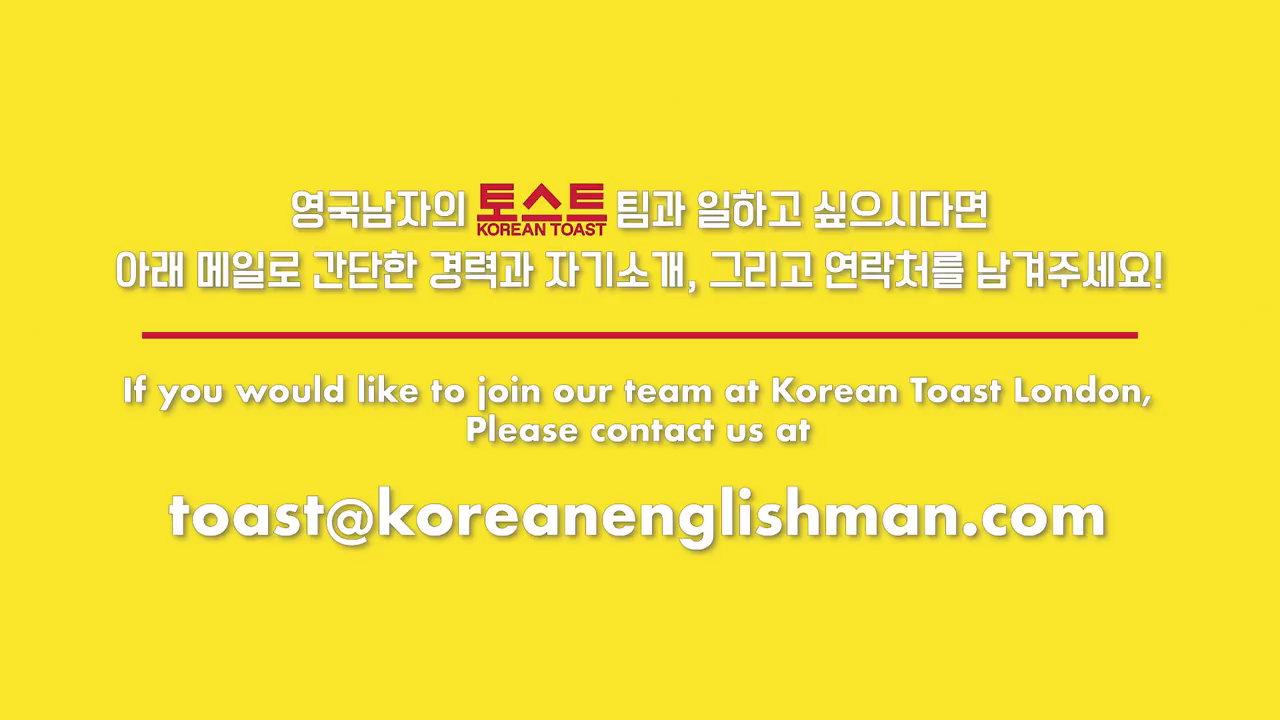 영국남자의 토스트 KOREAN TOAST 팀과 일하고 싶으시다면
아래 메일로 간단한 경력과 자기소개, 그리고 연락처를 남겨주세요!
If you would like to join our team at Korean Toast London,
Please contact us at
toast@koreanenglishman.com